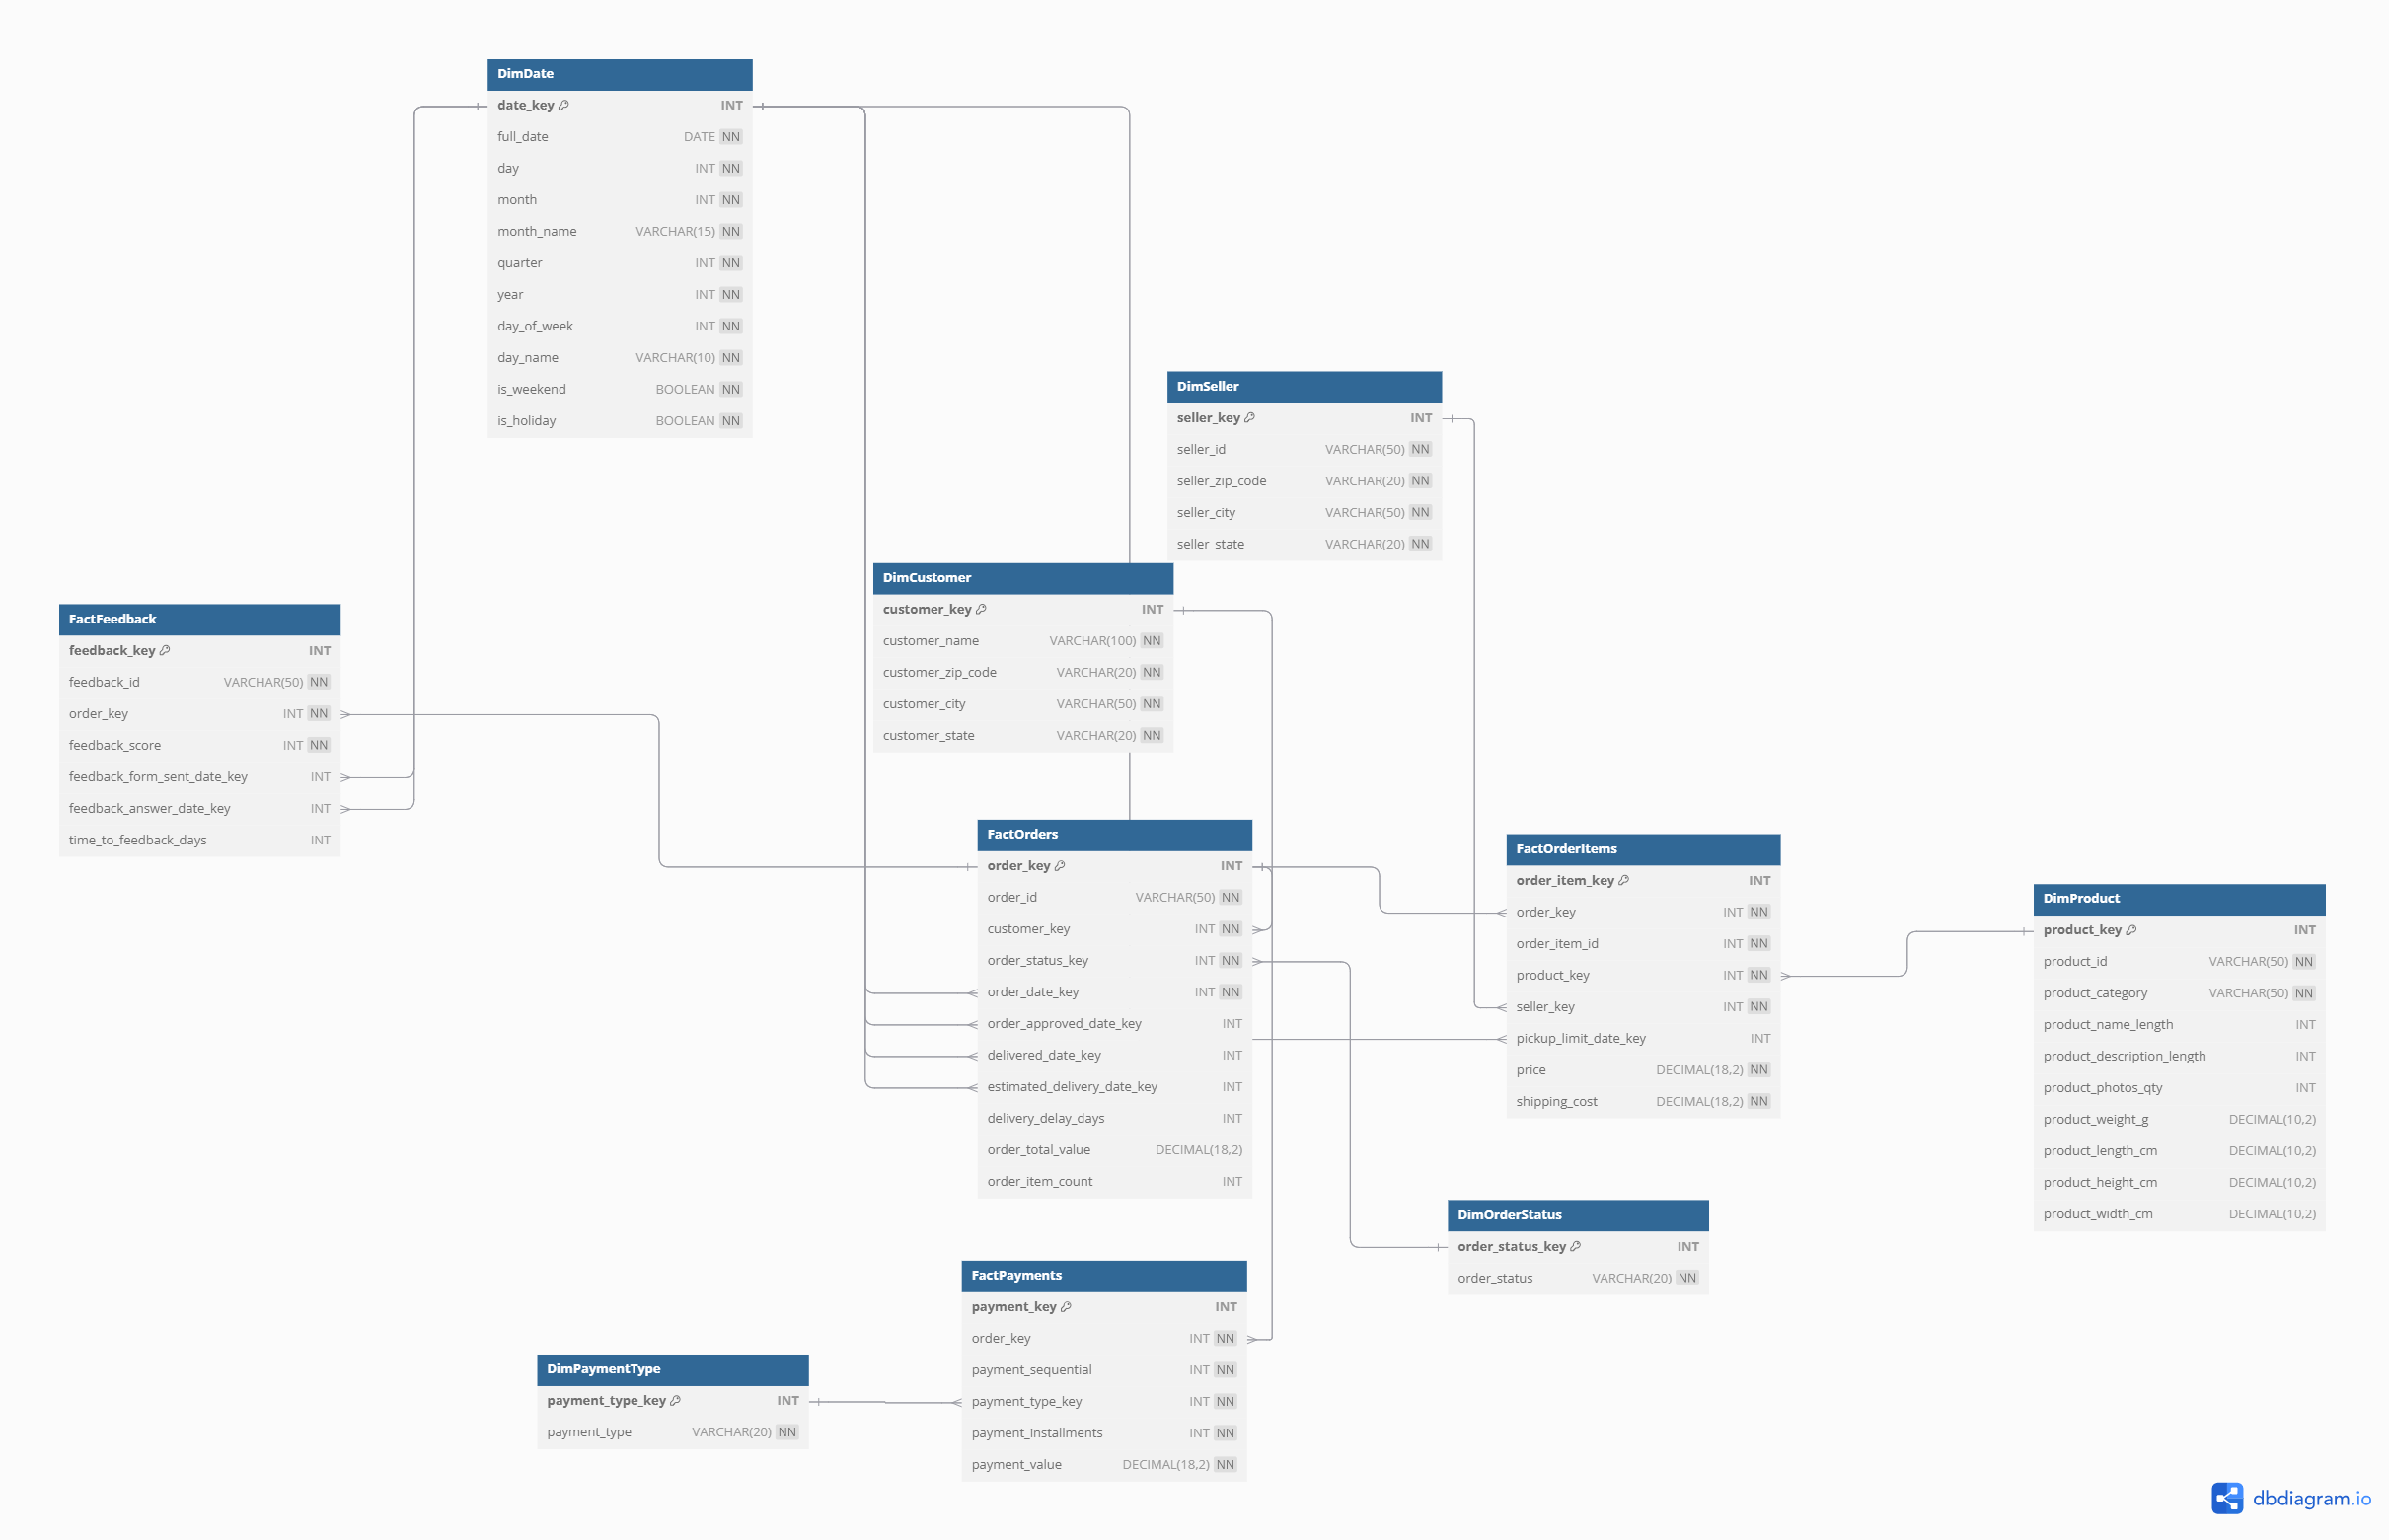 DimDate
date_key INT
full_date DATE NN
day INT NN
month INT NN
month_name VARCHAR(15) NN
quarter INT NN
year INT NN
day_of_week INT NN
day_name VARCHAR(10) NN
is_weekend BOOLEAN NN
is_holiday BOOLEAN NN
DimSeller
seller_key INT
seller_id VARCHAR(50) NN
seller_zip_code VARCHAR(20) NN
seller_city VARCHAR(50) NN
seller_state VARCHAR(20) NN
DimCustomer
customer_key INT
customer_name VARCHAR(100) NN
customer_zip_code VARCHAR(20) NN
customer_city VARCHAR(50) NN
customer_state VARCHAR(20) NN
FactFeedback
feedback_key INT
feedback_id VARCHAR(50) NN
order_key INT NN
feedback_score INT NN
feedback_form_sent_date_key INT
feedback_answer_date_key INT
time_to_feedback_days INT
FactOrders
order_key INT
order_id VARCHAR(50) NN
customer_key INT NN
order_status_key INT NN
order_date_key INT NN
order_approved_date_key INT
delivered_date_key INT
estimated_delivery_date_key INT
delivery_delay_days INT
order_total_value DECIMAL(18,2)
order_item_count INT
FactOrderItems
order_item_key INT
order_key INT NN
order_item_id INT NN
product_key INT NN
seller_key INT NN
pickup_limit_date_key INT
price DECIMAL(18,2) NN
shipping_cost DECIMAL(18,2) NN
DimProduct
product_key INT
product_id VARCHAR(50) NN
product_category VARCHAR(50) NN
product_name_length INT
product_description_length INT
product_photos_qty INT
product_weight_g DECIMAL(10,2)
product_length_cm DECIMAL(10,2)
product_height_cm DECIMAL(10,2)
product_width_cm DECIMAL(10,2)
DimOrderStatus
order_status_key INT
order_status VARCHAR(20) NN
FactPayments
payment_key INT
order_key INT NN
payment_sequential INT NN
payment_type_key INT NN
payment_installments INT NN
payment_value DECIMAL(18,2) NN
DimPaymentType
payment_type_key INT
payment_type VARCHAR(20) NN
dbdiagram.io